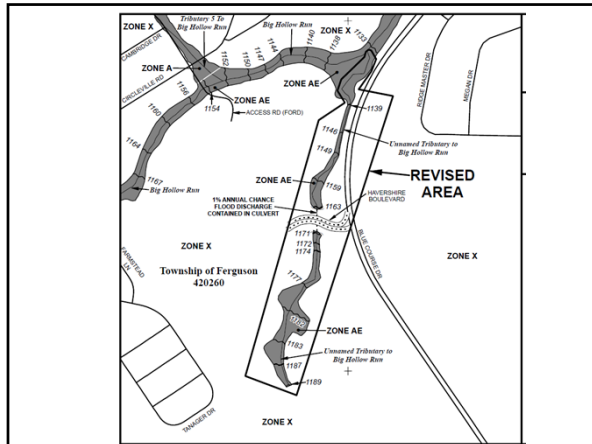 ZONE X
Tributary 5 To
Big Hollow Run
CAMBRIDGE DR
ZONE A
CIRCLEVILLE RD
1152
1150
1147
1144
Big Hollow Run
1140
1138
ZONE X
1133
RIDGE MASTER DR
MEGAN DR
ZONE AE
1156
ZONE AE
1154
ACCESS RD (FORD)
1160
1164
1167
Big Hollow Run
1139
1146
Unnamed Tributary to
Big Hollow Run
1149
REVISED
AREA
ZONE AE
1159
1163
HAVERSHIRE
BOULEVARD
1% ANNUAL CHANCE
FLOOD DISCHARGE
CONTAINED IN CULVERT
1171
1172
1174
BLUE COURSE DR
ZONE X
ZONE X
FARMSTEAD
LN
Township of Ferguson
420260
1177
ZONE AE
1183
Unnamed Tributary to
Big Hollow Run
1187
1189
TANAGER DR
ZONE X